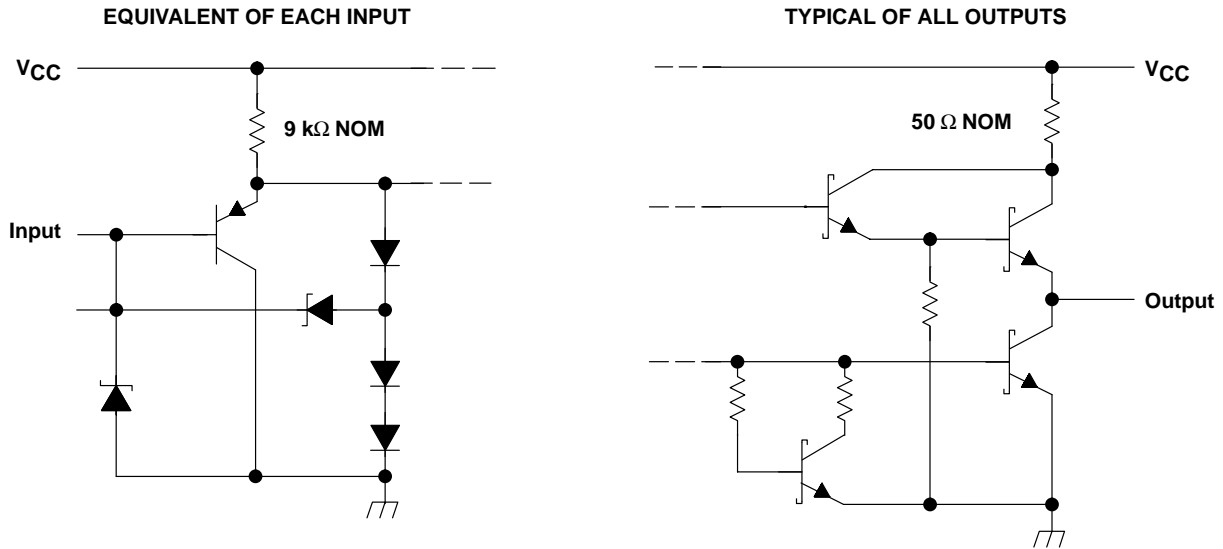 EQUIVALENT OF EACH INPUT
VCC
9 kΩ NOM
Input
TYPICAL OF ALL OUTPUTS
VCC
50 Ω NOM
Output